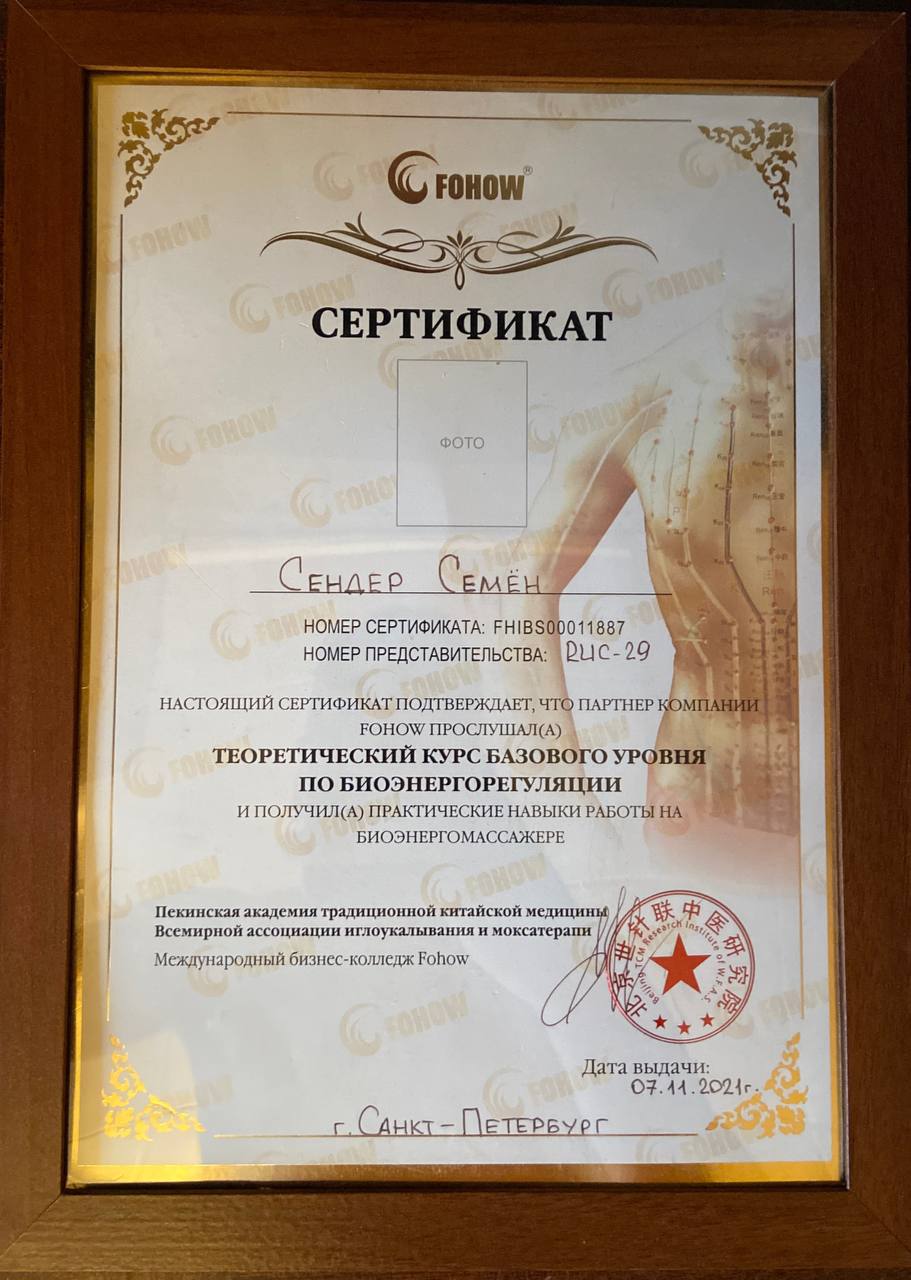 FOHOW®
СЕРТИФИКАТ
ФОТО
СЕНДЕР СЕМЁН
НОМЕР СЕРТИФИКАТА: FHIBS00011887
НОМЕР ПРЕДСТАВИТЕЛЬСТВА: RUC-29
НАСТОЯЩИЙ СЕРТИФИКАТ ПОДТВЕРЖДАЕТ, ЧТО ПАРТНЕР КОМПАНИИ
FOHOW ПРОСЛУШАЛ(А)
ТЕОРЕТИЧЕСКИЙ КУРС БАЗОВОГО УРОВНЯ
ПО БИОЭНЕРГОРЕГУЛЯЦИИ
И ПОЛУЧИЛ(А) ПРАКТИЧЕСКИЕ НАВЫКИ РАБОТЫ НА
БИОЭНЕРГОМАССАЖЕРЕ
Пекинская академия традиционной китайской медицины
Всемирной ассоциации иглоукалывания и моксатерапи
Международный бизнес-колледж Fohow
北京世针联中医研究院
Beijing TCM Research Institute of W.F.A.S.
Дата выдачи:
07.11.2021г.
г. САНКТ-ПЕТЕРБУРГ